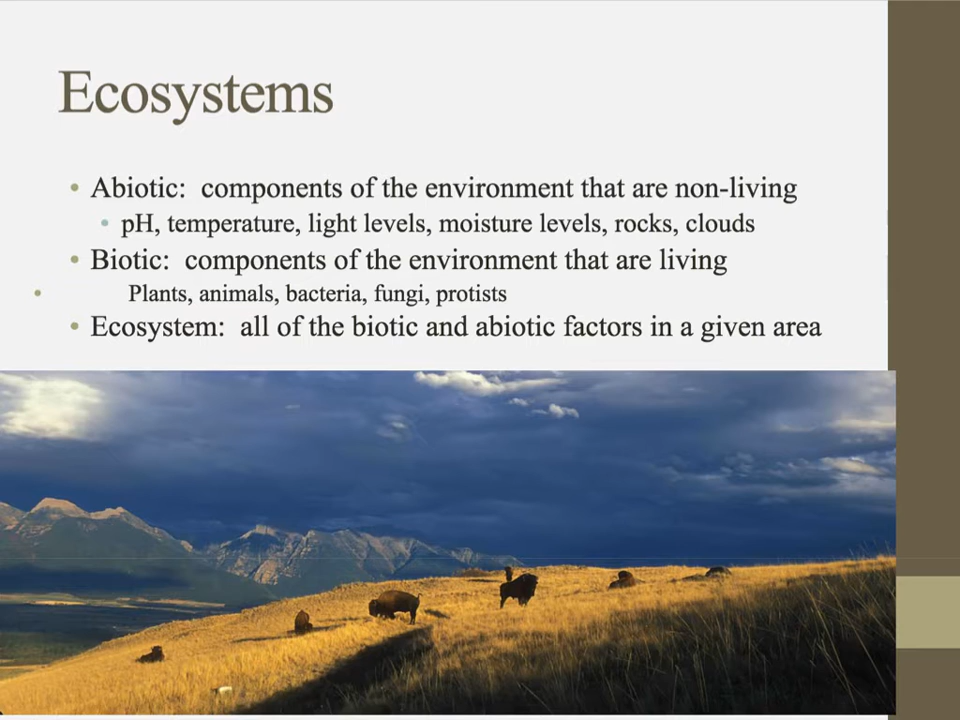 Ecosystems
• Abiotic:  components of the environment that are non-living
• pH, temperature, light levels, moisture levels, rocks, clouds
• Biotic:  components of the environment that are living
• Plants, animals, bacteria, fungi, protists
• Ecosystem:  all of the biotic and abiotic factors in a given area